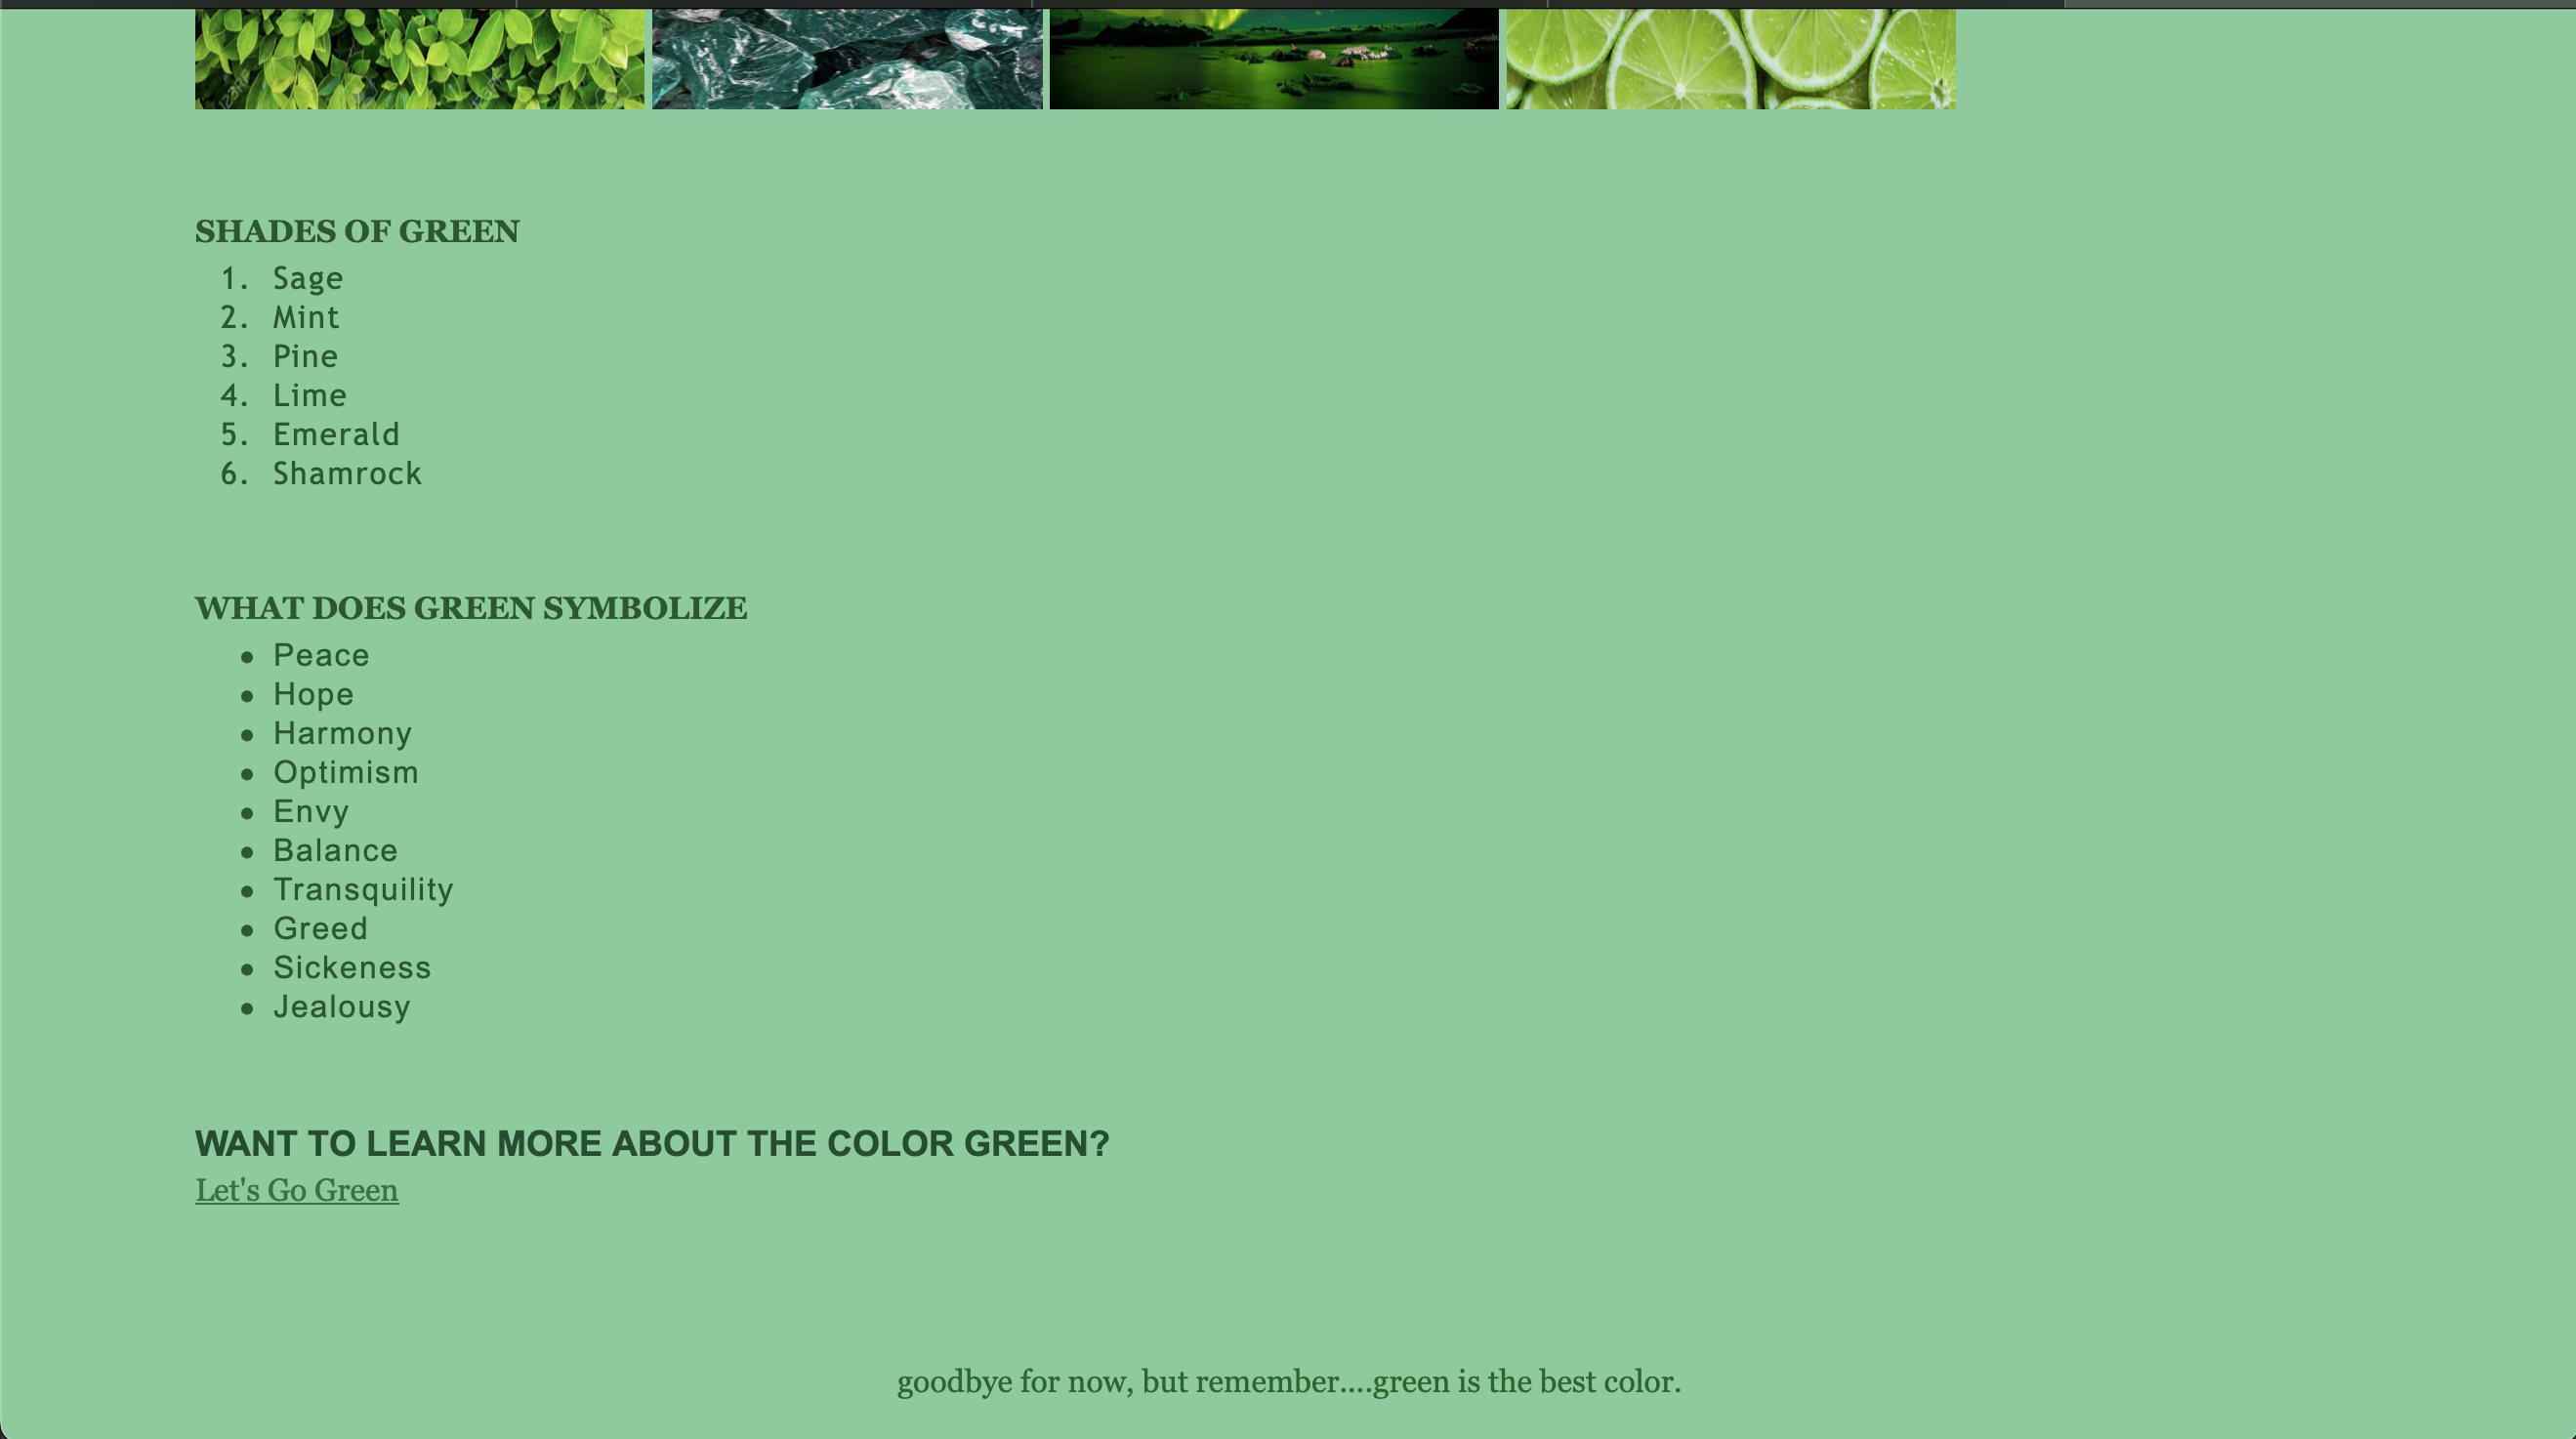 SHADES OF GREEN
1. Sage
2. Mint
3. Pine
4. Lime
5. Emerald
6. Shamrock
WHAT DOES GREEN SYMBOLIZE
• Peace
• Hope
• Harmony
• Optimism
• Envy
• Balance
• Transquility
• Greed
• Sickeness
• Jealousy
WANT TO LEARN MORE ABOUT THE COLOR GREEN?
Let's Go Green
goodbye for now, but remember....green is the best color.